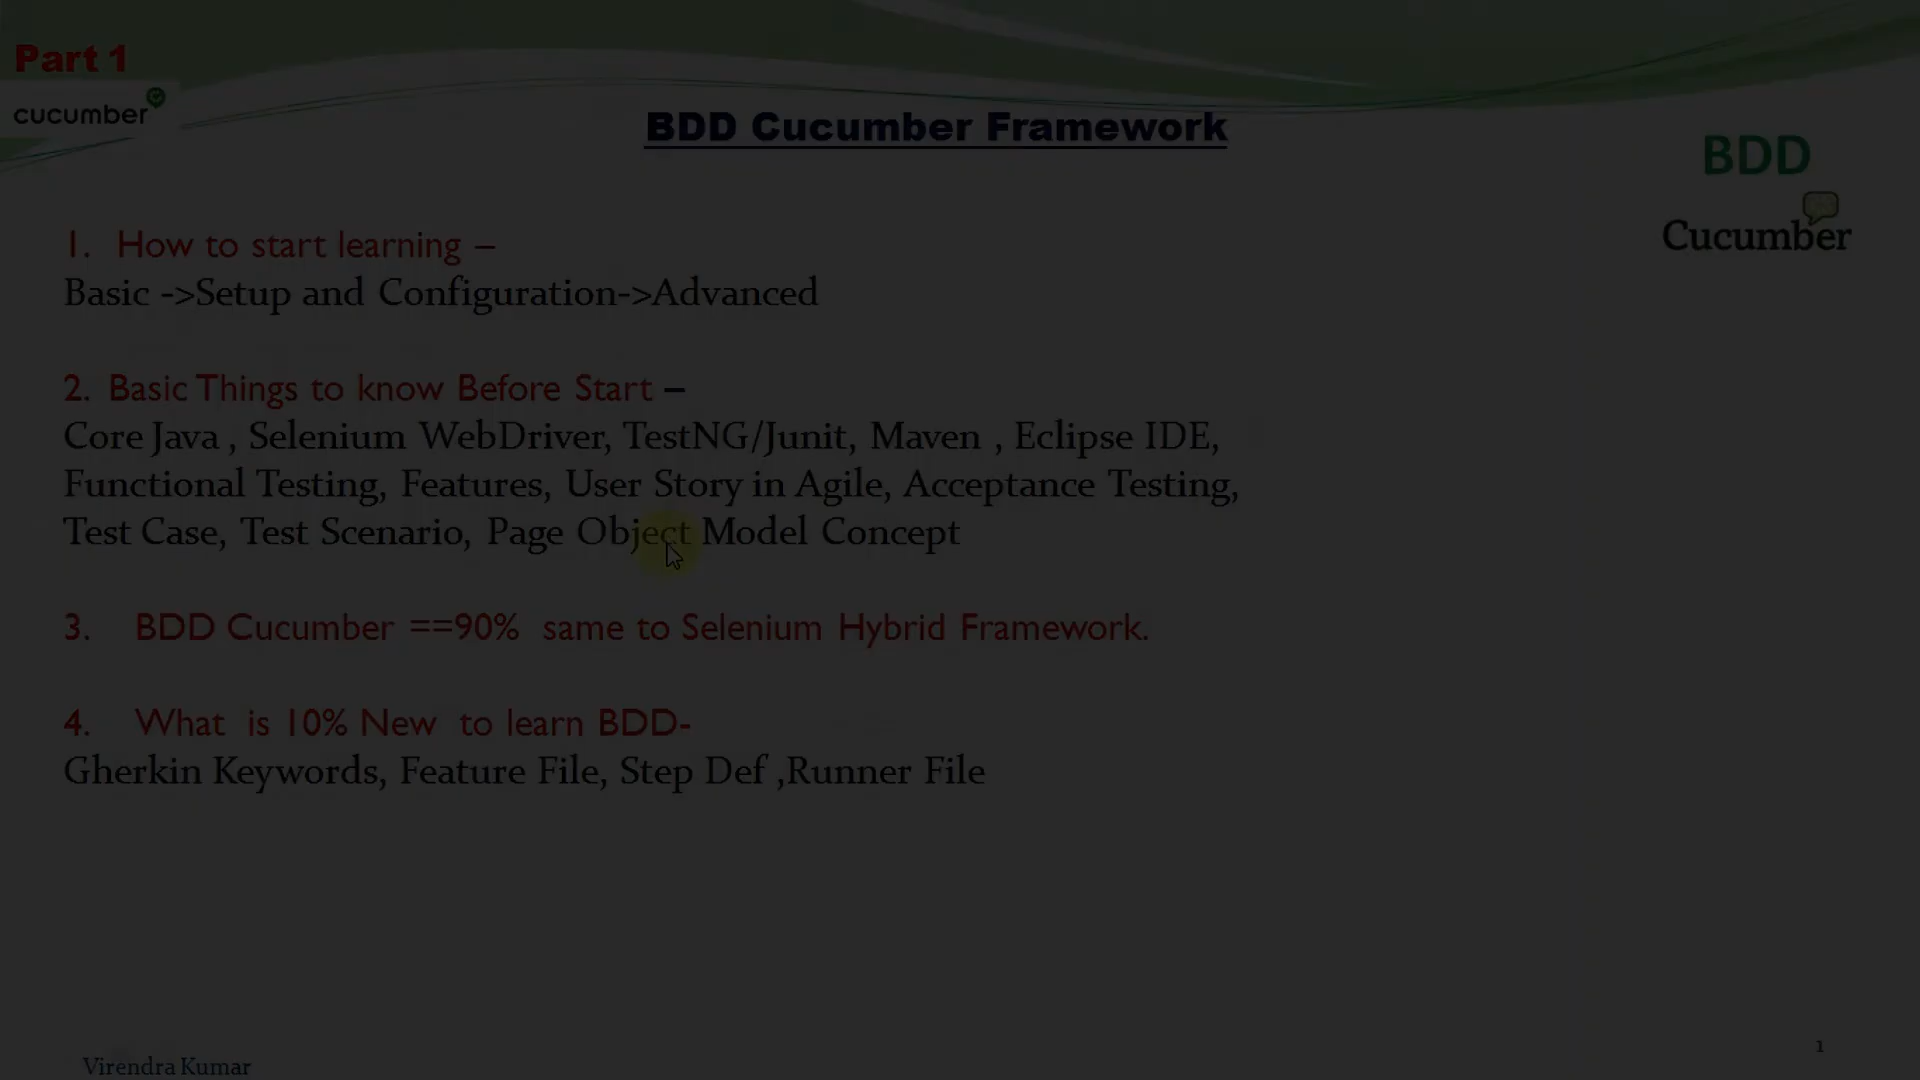 Part 1
cucumber
BDD Cucumber Framework
BDD
Cucumber
1. How to start learning –
Basic ->Setup and Configuration->Advanced
2. Basic Things to know Before Start –
Core Java , Selenium WebDriver, TestNG/Junit, Maven , Eclipse IDE,
Functional Testing, Features, User Story in Agile, Acceptance Testing,
Test Case, Test Scenario, Page Object Model Concept
3. BDD Cucumber ==90% same to Selenium Hybrid Framework.
4. What is 10% New to learn BDD-
Gherkin Keywords, Feature File, Step Def ,Runner File
Virendra Kumar
1